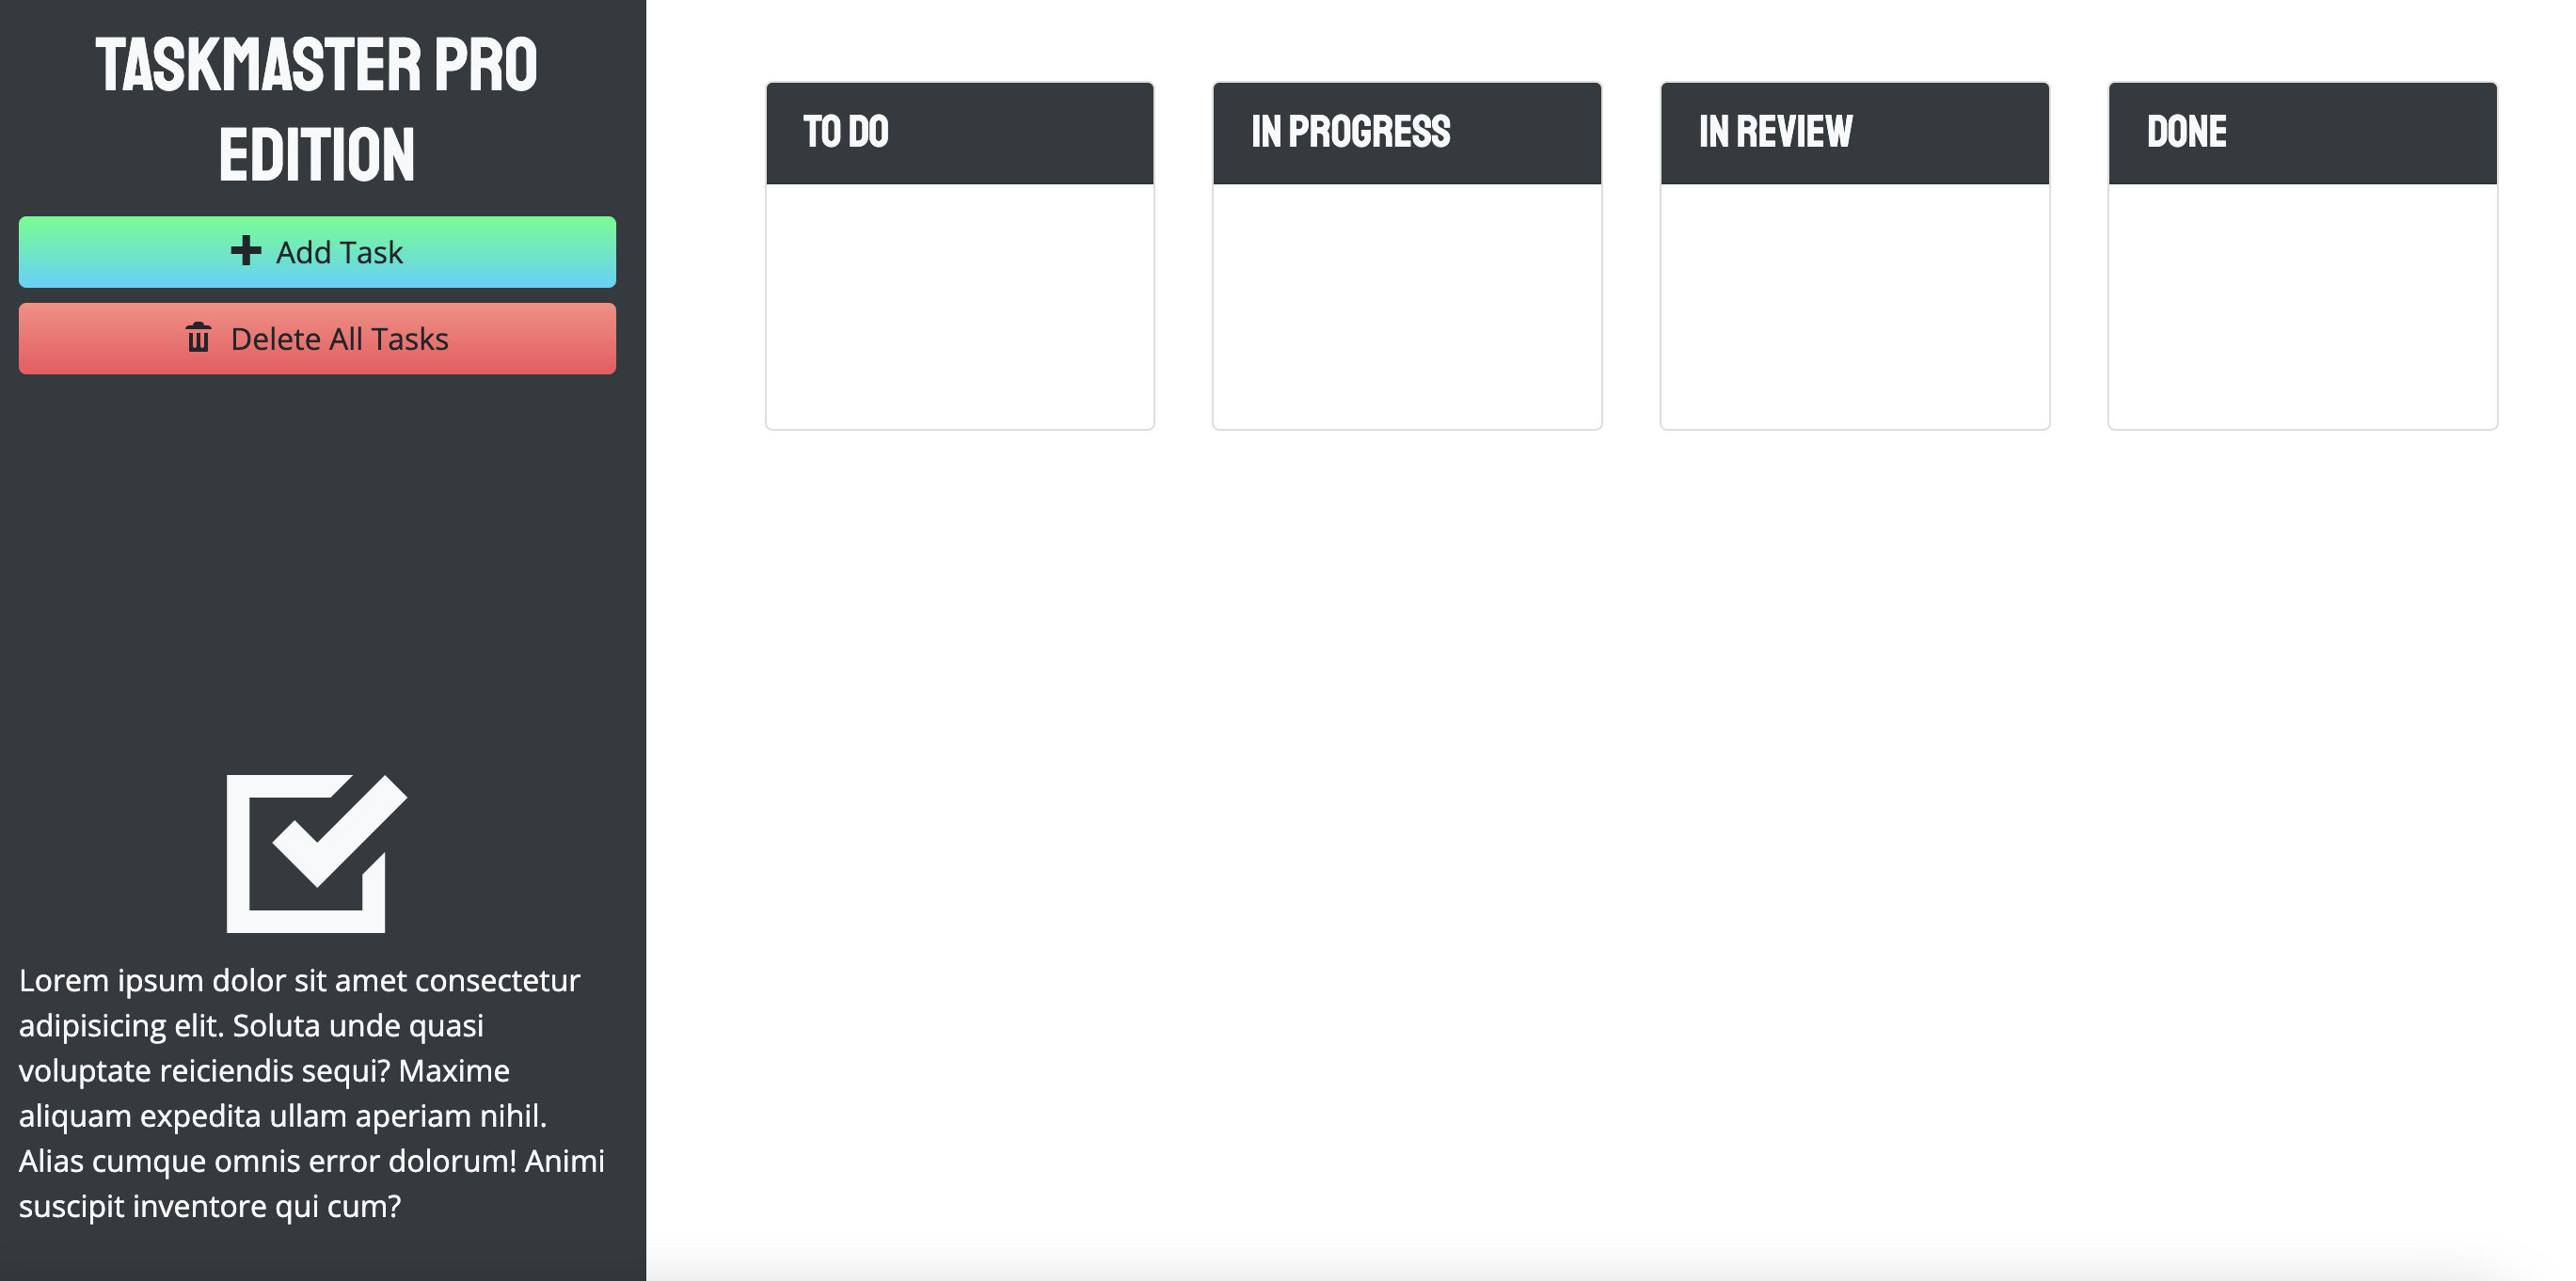 TASKMASTER PRO
EDITION
Add Task
Delete All Tasks
Lorem ipsum dolor sit amet consectetur
adipisicing elit. Soluta unde quasi
voluptate reiciendis sequi? Maxime
aliquam expedita ullam aperiam nihil.
Alias cumque omnis error dolorum! Animi
suscipit inventore qui cum?
TO DO
IN PROGRESS
IN REVIEW
DONE